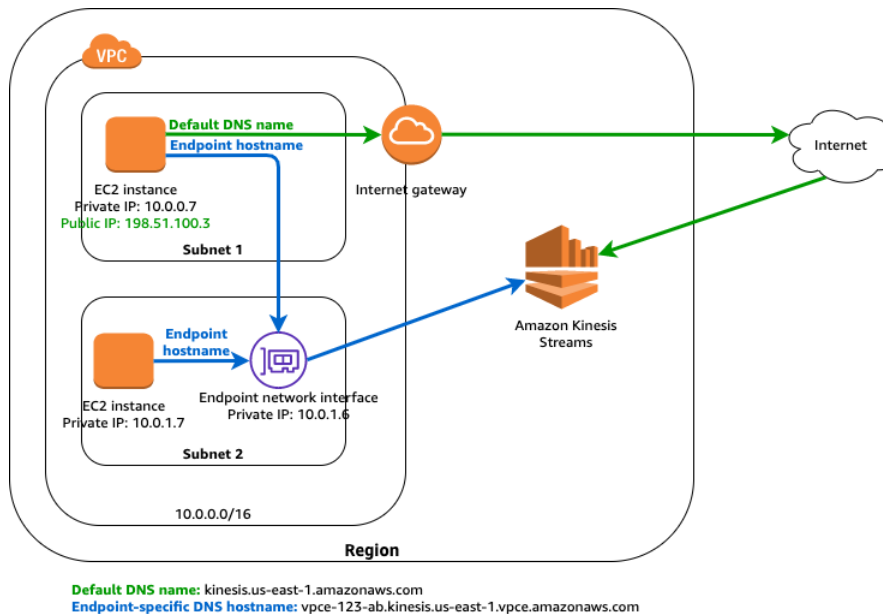 VPC
Default DNS name
Endpoint hostname
EC2 instance
Private IP: 10.0.0.7
Public IP: 198.51.100.3
Subnet 1
Internet gateway
Internet
Amazon Kinesis
Streams
Endpoint
hostname
EC2 instance
Private IP: 10.0.1.7
Endpoint network interface
Private IP: 10.0.1.6
Subnet 2
10.0.0.0/16
Region
Default DNS name: kinesis.us-east-1.amazonaws.com
Endpoint-specific DNS hostname: vpce-123-ab.kinesis.us-east-1.vpce.amazonaws.com